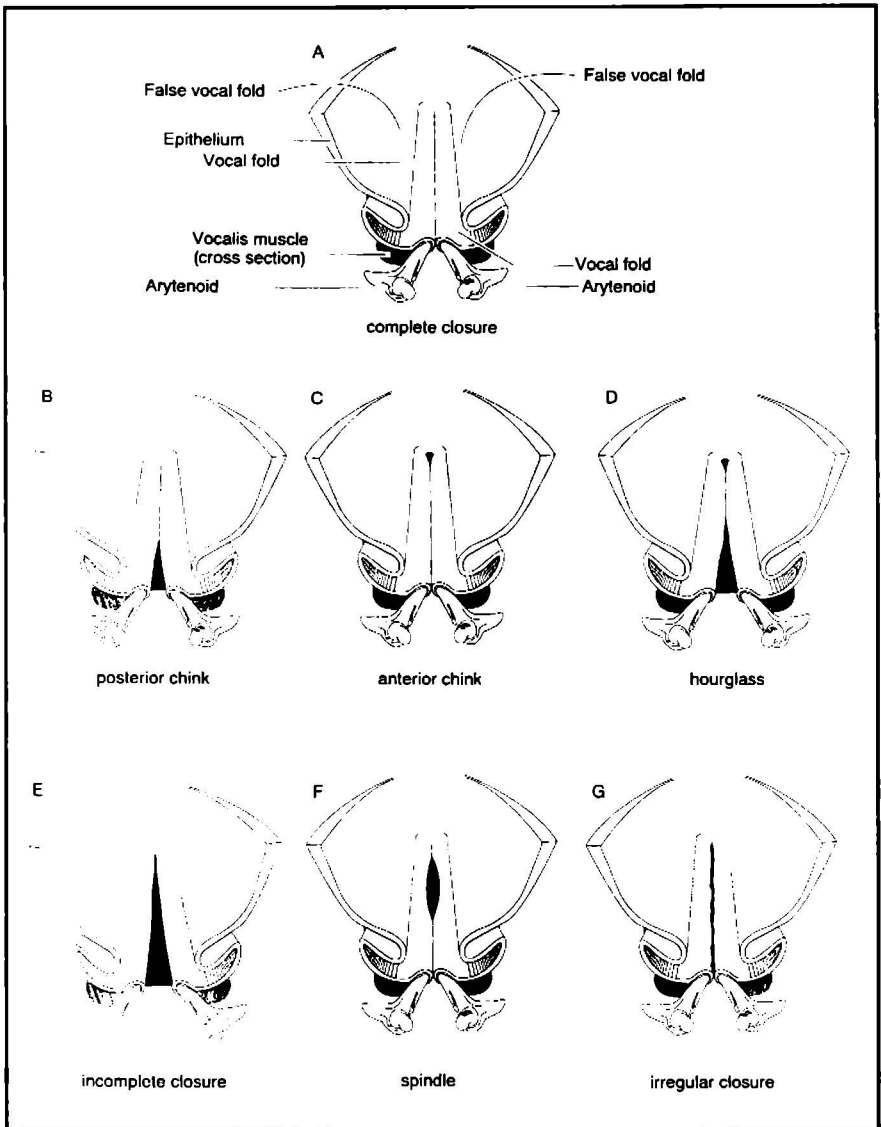 A
False vocal fold
False vocal fold
Epithelium
Vocal fold
Vocalis muscle
(cross section)
Vocal fold
Arytenoid
Arytenoid
complete closure
B
C
D
posterior chink
anterior chink
hourglass
E
F
G
incomplete closure
spindle
irregular closure